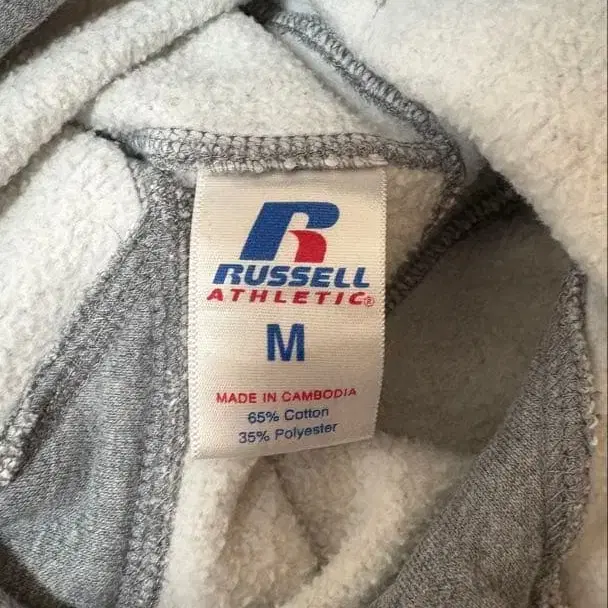 R
RUSSELL
ATHLETIC®
M
MADE IN CAMBODIA
65% Cotton
35% Polyester